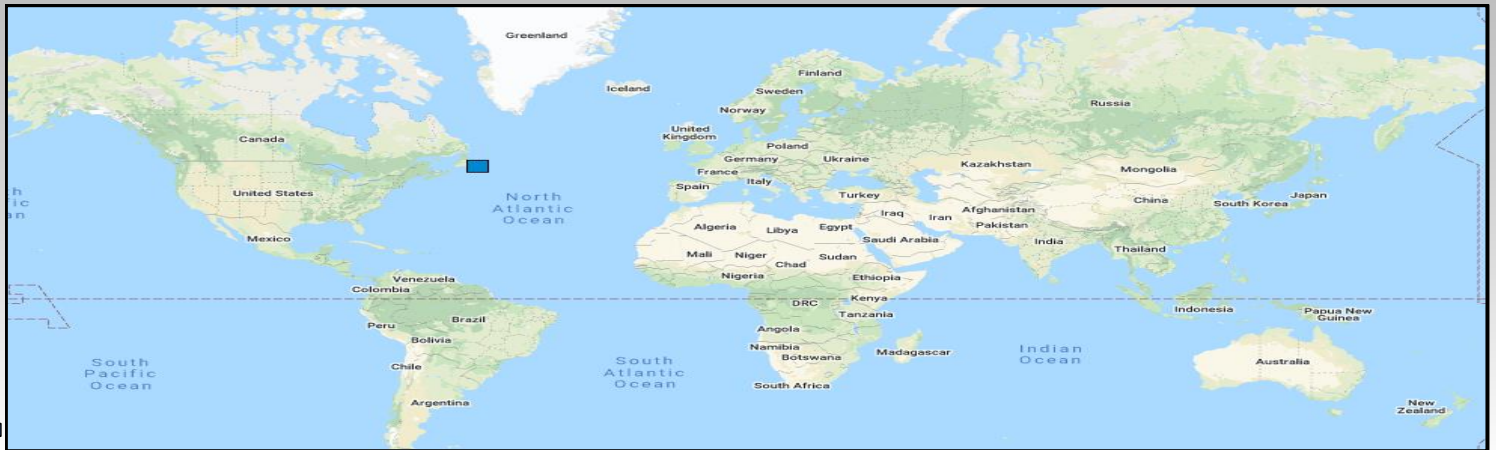 Greenland
Iceland
Finland
Sweden
Norway
Russia
Canada
United
Kingdom
Poland
Germany
Ukraine
Kazakhstan
Mongolia
France
Italy
Spain
Turkey
United States
North
Atlantic
Ocean
China
Japan
South Korea
Iraq
Iran
Afghanistan
Pakistan
Algeria
Libya
Egypt
Saudi Arabia
India
Mexico
Mali
Niger
Chad
Sudan
Thailand
Nigeria
Ethiopia
Venezuela
Colombia
DRC
Kenya
Tanzania
Indonesia
Papua New
Guinea
Brazil
Peru
Bolivia
Angola
Namibia
Botswana
Madagascar
Indian
Ocean
South
Pacific
Ocean
Chile
South
Atlantic
Ocean
South Africa
Australia
Argentina
New
Zealand